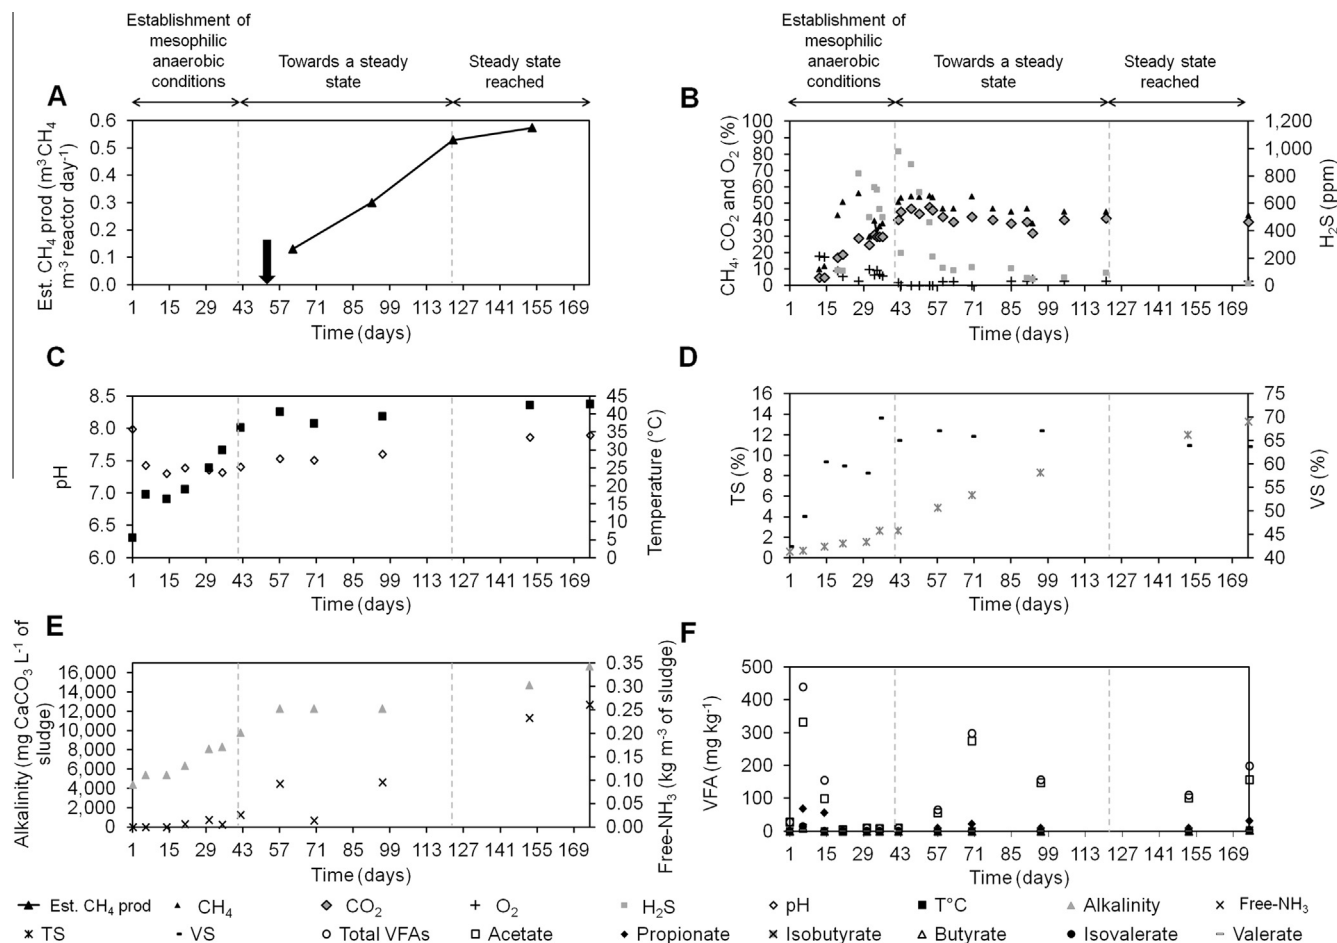 Establishment of
mesophilic
anaerobic
conditions
Towards a steady
state
Steady state
reached
A
Est. CH4 prod (m3 CH4
m-3 reactor day-1)
0.6
0.5
0.4
0.3
0.2
0.1
0.0
1 15 29 43 57 71 85 99 113 127 141 155 169
Time (days)
Establishment of
mesophilic
anaerobic
conditions
Towards a steady
state
Steady state
reached
B
CH4, CO2 and O2 (%)
100
90
80
70
60
50
40
30
20
10
0
1,200
1,000
800
600
400
200
0
H2S (ppm)
1 15 29 43 57 71 85 99 113 127 141 155 169
Time (days)
C
pH
8.5
8.0
7.5
7.0
6.5
6.0
45
40
35
30
25
20
15
10
5
0
Temperature (°C)
1 15 29 43 57 71 85 99 113 127 141 155 169
Time (days)
D
TS (%)
16
14
12
10
8
6
4
2
0
75
70
65
60
55
50
45
40
VS (%)
1 15 29 43 57 71 85 99 113 127 141 155 169
Time (days)
E
Alkalinity (mg CaCO3 L-1 of
sludge)
16,000
14,000
12,000
10,000
8,000
6,000
4,000
2,000
0
0.35
0.30
0.25
0.20
0.15
0.10
0.05
0.00
Free-NH3 (kg m-3 of sludge)
1 15 29 43 57 71 85 99 113 127 141 155 169
Time (days)
F
VFA (mg kg-1)
500
400
300
200
100
0
1 15 29 43 57 71 85 99 113 127 141 155 169
Time (days)
Est. CH4 prod CH4 CO2 O2 H2S pH T°C Alkalinity Free-NH3
TS VS Total VFAs Acetate Propionate Isobutyrate Butyrate Isovalerate Valerate